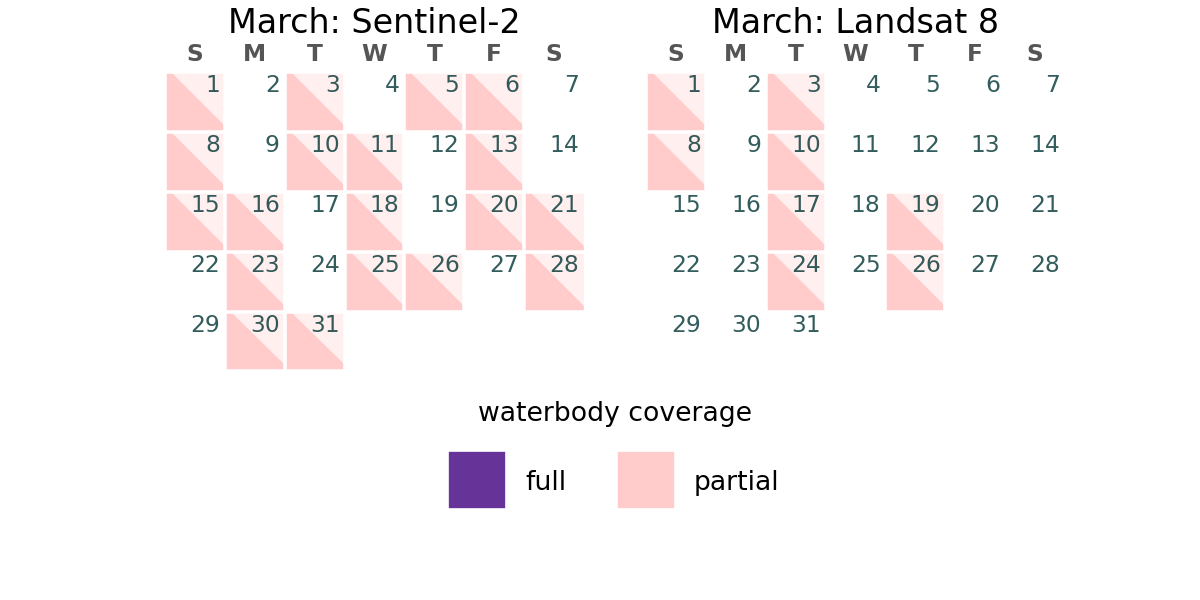 March: Sentinel-2
S M T W T F S
1 2 3 4 5 6 7
8 9 10 11 12 13 14
15 16 17 18 19 20 21
22 23 24 25 26 27 28
29 30 31
March: Landsat 8
S M T W T F S
1 2 3 4 5 6 7
8 9 10 11 12 13 14
15 16 17 18 19 20 21
22 23 24 25 26 27 28
29 30 31
waterbody coverage
full
partial